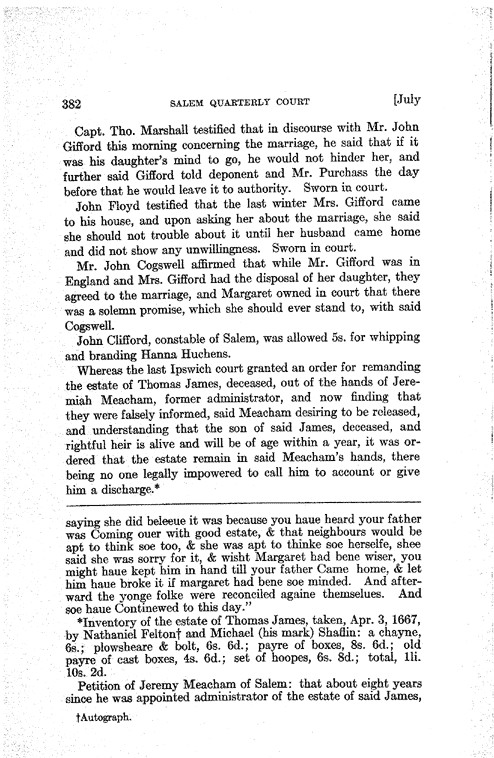 382 SALEM QUARTERLY COURT [July
Capt. Tho. Marshall testified that in discourse with Mr. John
Gifford this morning concerning the marriage, he said that if it
was his daughter's mind to go, he would not hinder her, and
further said Gifford told deponent and Mr. Purchass the day
before that he would leave it to authority. Sworn in court.
John Floyd testified that the last winter Mrs. Gifford came
to his house, and upon asking her about the marriage, she said
she should not trouble about it until her husband came home
and did not show any unwillingness. Sworn in court.
Mr. John Cogswell affirmed that while Mr. Gifford was in
England and Mrs. Gifford had the disposal of her daughter, they
agreed to the marriage, and Margaret owned in court that there
was a solemn promise, which she should ever stand to, with said
Cogswell.
John Clifford, constable of Salem, was allowed 5s. for whipping
and branding Hanna Huchens.
Whereas the last Ipswich court granted an order for remanding
the estate of Thomas James, deceased, out of the hands of Jere-
miah Meacham, former administrator, and now finding that
they were falsely informed, said Meacham desiring to be released,
and understanding that the son of said James, deceased, and
rightful heir is alive and will be of age within a year, it was or-
dered that the estate remain in said Meacham's hands, there
being no one legally impowered to call him to account or give
him a discharge.*
saying she did beleeue it was because you haue heard your father
was Coming ouer with good estate, & that neighbours would be
apt to think soe too, & she was apt to thinke soe herselfe, shee
said she was sorry for it, & wisht Margaret had bene wiser, you
might haue kept him in hand till your father Came home, & let
him haue broke it if margaret had bene soe minded. And after-
ward the yonge folke were reconciled againe themselues. And
soe haue Continewed to this day."
*Inventory of the estate of Thomas James, taken, Apr. 3, 1667,
by Nathaniel Felton† and Michael (his mark) Shaflin: a chayne,
6s.; plowsheare & bolt, 6s. 6d.; payre of boxes, 8s. 6d.; old
payre of cast boxes, 4s. 6d.; set of hoopes, 6s. 8d.; total, 1li.
10s. 2d.
Petition of Jeremy Meacham of Salem: that about eight years
since he was appointed administrator of the estate of said James,
†Autograph.